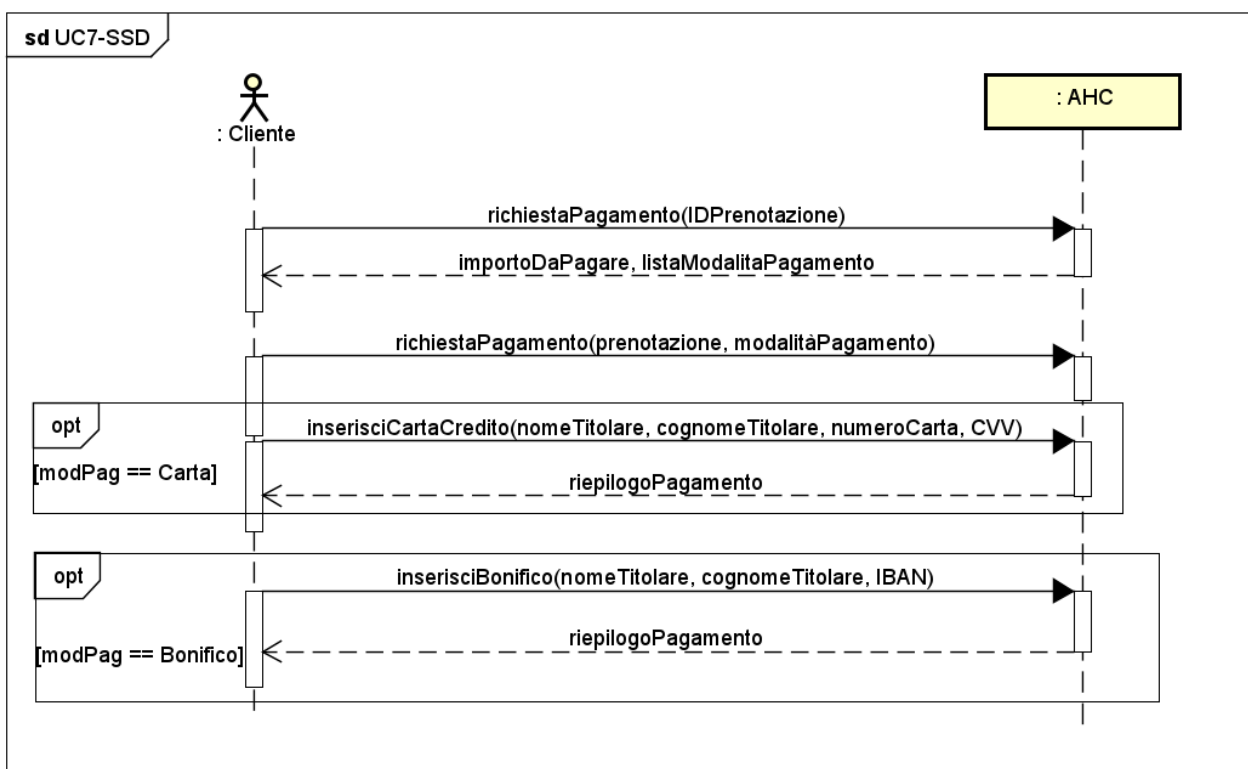 sd UC7-SSD
: Cliente
: AHC
richiestaPagamento(IDPrenotazione)
importoDaPagare, listaModalitaPagamento
richiestaPagamento(prenotazione, modalitàPagamento)
opt
inserisciCartaCredito(nomeTitolare, cognomeTitolare, numeroCarta, CVV)
[modPag == Carta]
riepilogoPagamento
opt
inserisciBonifico(nomeTitolare, cognomeTitolare, IBAN)
riepilogoPagamento
[modPag == Bonifico]